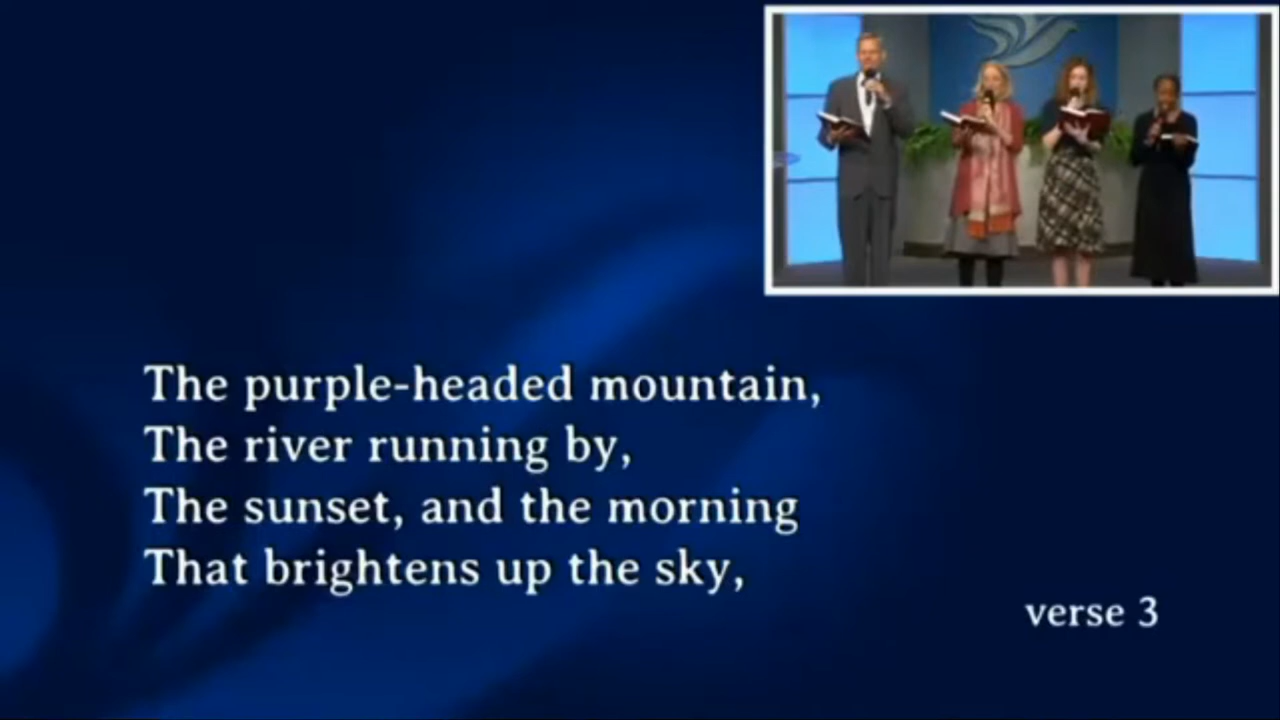 The purple-headed mountain,
The river running by,
The sunset, and the morning
That brightens up the sky,
verse 3